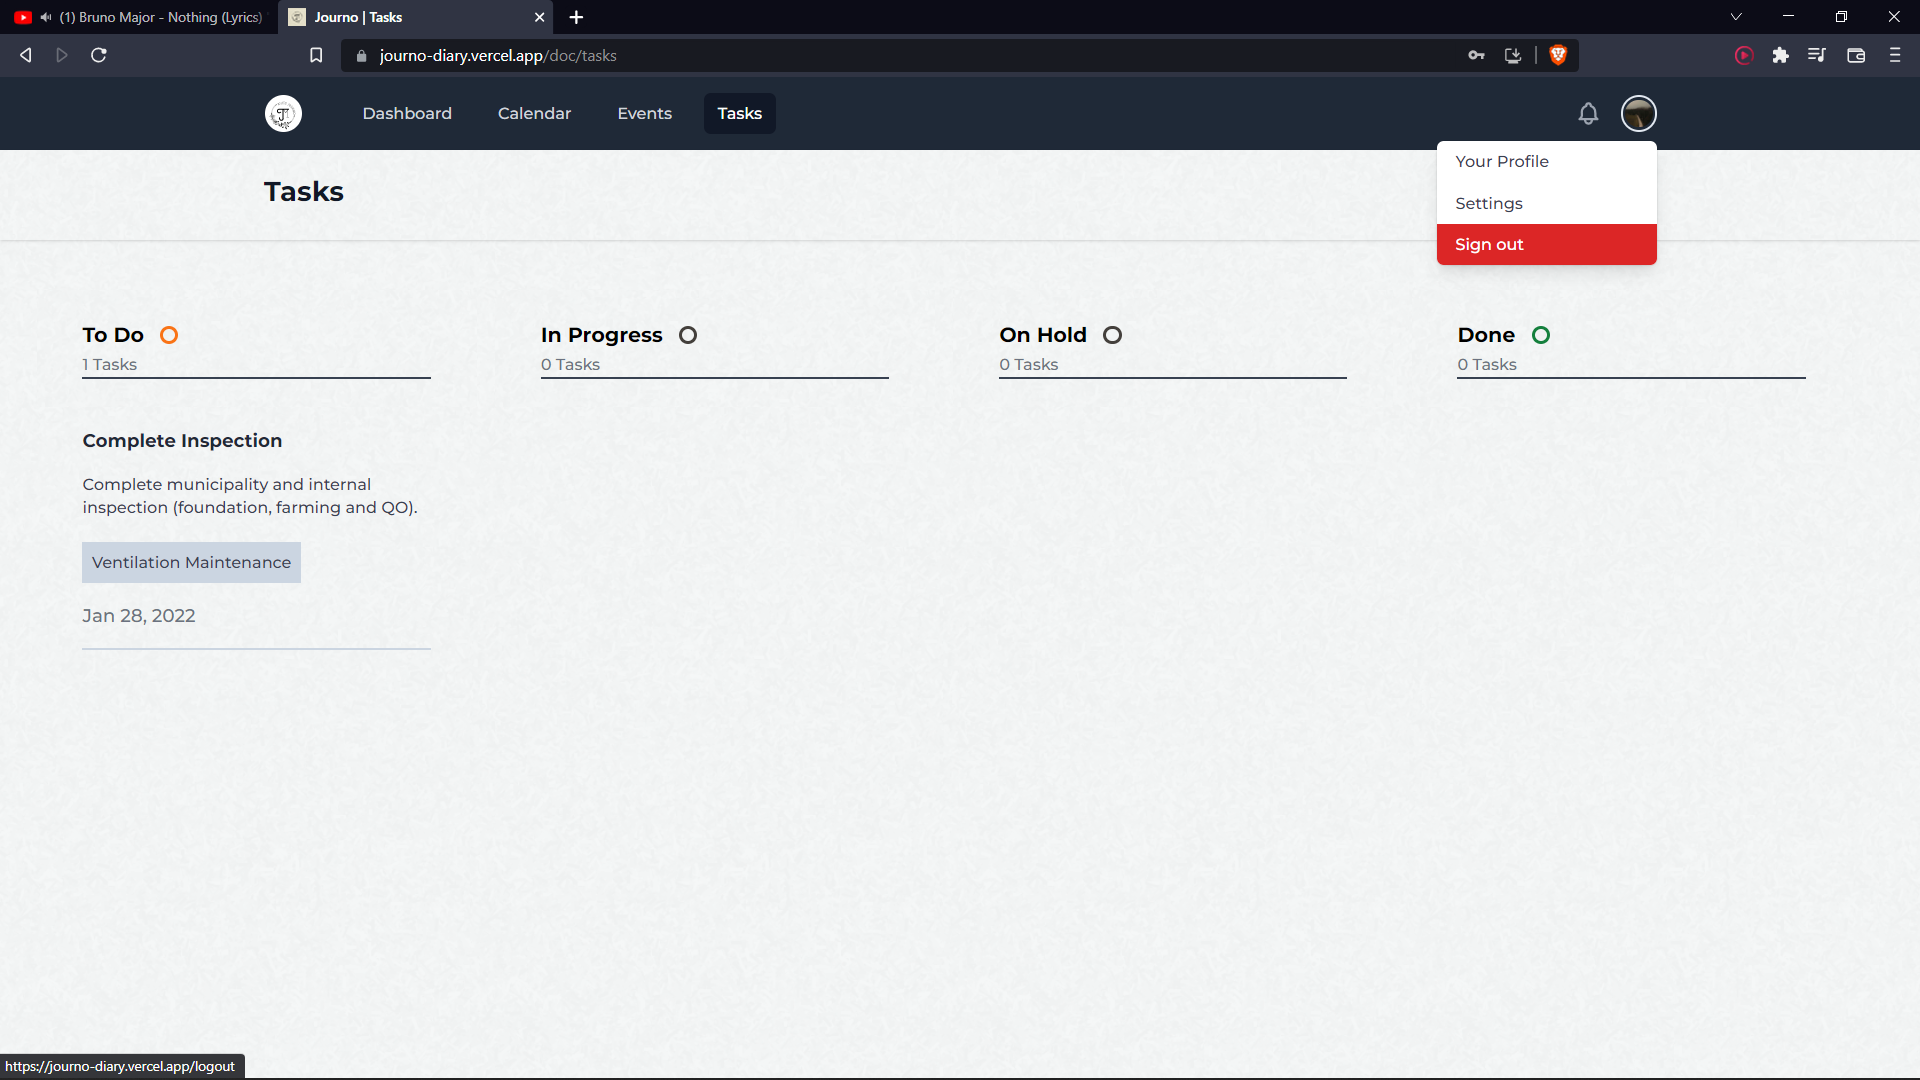 (1) Bruno Major - Nothing (Lyrics)
Journo | Tasks
journo-diary.vercel.app/doc/tasks
Dashboard
Calendar
Events
Tasks
Your Profile
Settings
Sign out
Tasks
To Do
1 Tasks
In Progress
0 Tasks
On Hold
0 Tasks
Done
0 Tasks
Complete Inspection
Complete municipality and internal
inspection (foundation, farming and QO).
Ventilation Maintenance
Jan 28, 2022
https://journo-diary.vercel.app/logout